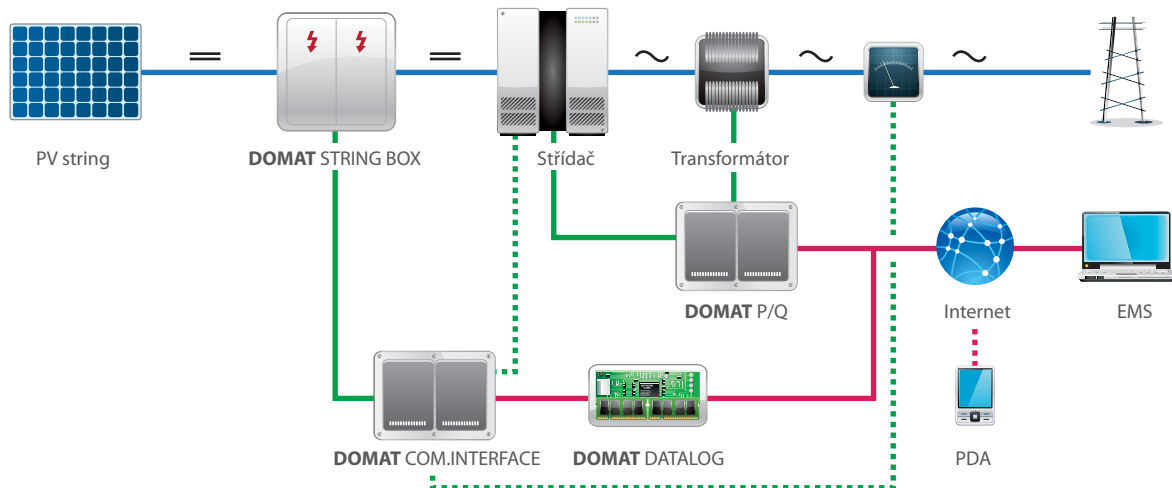 PV string
DOMAT STRING BOX
Střídač
Transformátor
DOMAT P/Q
Internet
EMS
DOMAT COM.INTERFACE
DOMAT DATALOG
PDA